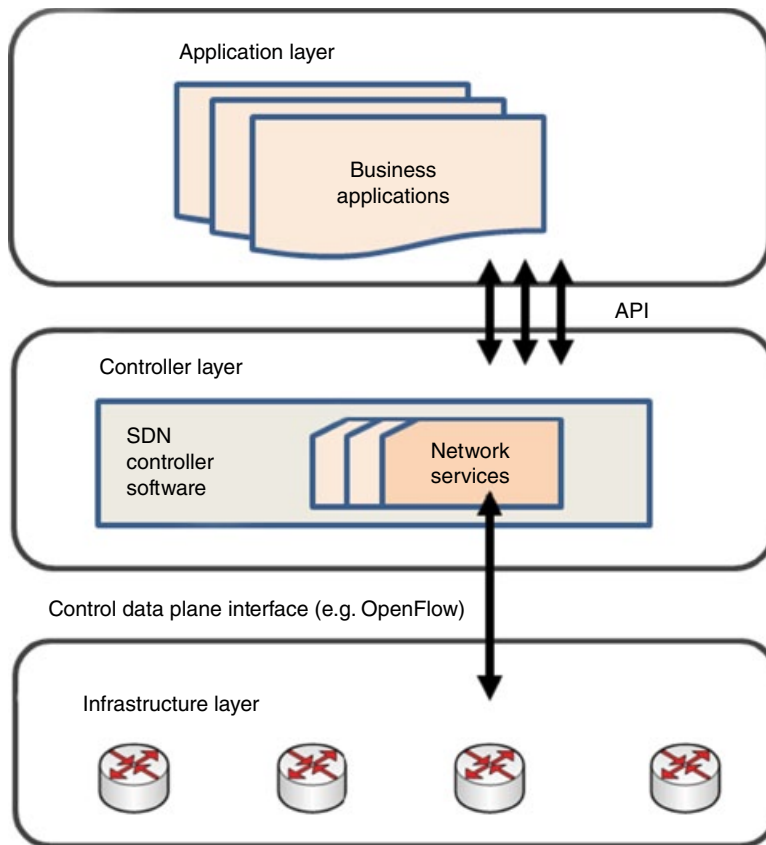 Application layer
Business
applications
API
Controller layer
SDN
controller
software
Network
services
Control data plane interface (e.g. OpenFlow)
Infrastructure layer